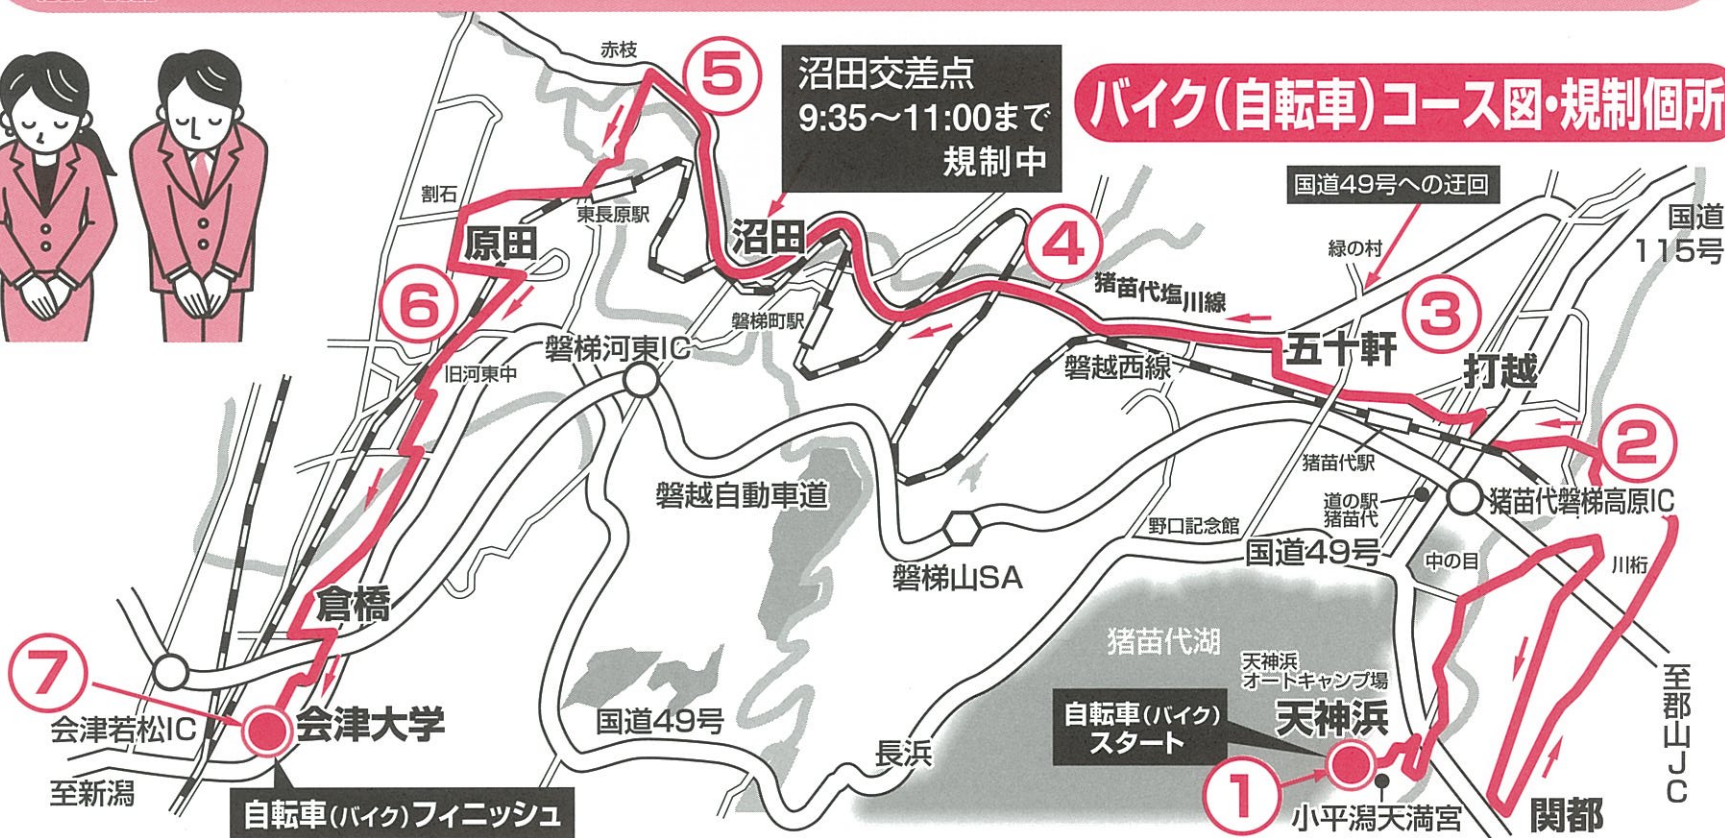 バイク(自転車)コース図・規制個所
赤枝
⑤
沼田交差点
9:35～11:00まで
規制中
国道49号への迂回
国道
115号
割石
東長原駅
原田
沼田
④
緑の村
猪苗代塩川線
③
⑥
磐梯町駅
磐梯河東IC
旧河東中
磐越西線
五十軒
打越
②
猪苗代駅
磐越自動車道
道の駅
猪苗代
猪苗代磐梯高原IC
野口記念館
国道49号
中の目
川桁
磐梯山SA
倉橋
猪苗代湖
天神浜
オートキャンプ場
⑦
会津若松IC
会津大学
国道49号
長浜
自転車(バイク)
スタート
天神浜
至郡山JC
至新潟
①
小平潟天満宮
関都
自転車(バイク)フィニッシュ